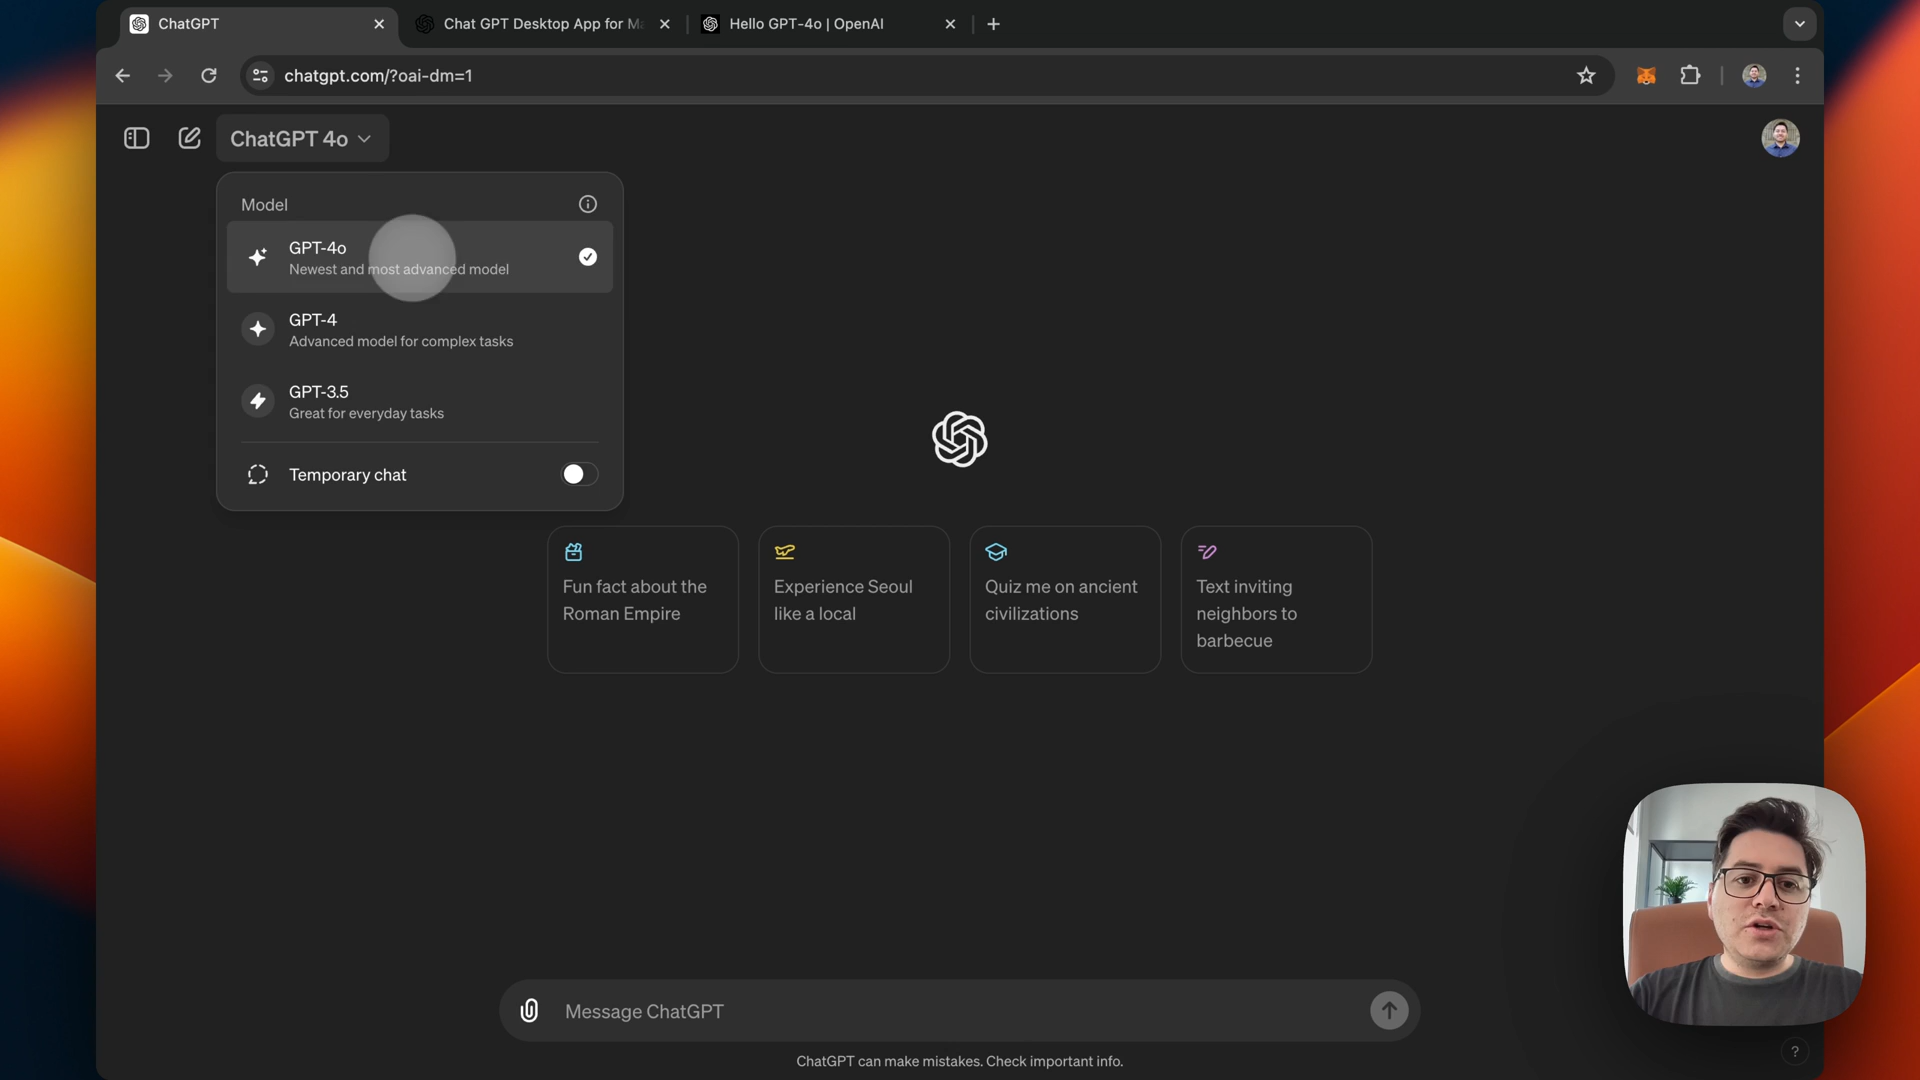 ChatGPT
Chat GPT Desktop App for Ma
Hello GPT-4o | OpenAI
chatgpt.com/?oai-dm=1
ChatGPT 4o
Model
GPT-4o
Newest and most advanced model
GPT-4
Advanced model for complex tasks
GPT-3.5
Great for everyday tasks
Temporary chat
Fun fact about the
Roman Empire
Experience Seoul
like a local
Quiz me on ancient
civilizations
Text inviting
neighbors to
barbecue
Message ChatGPT
ChatGPT can make mistakes. Check important info.
?